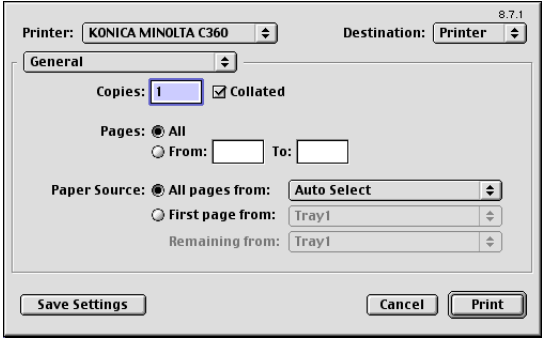 8.7.1
Printer: KONICA MINOLTA C360 Destination: Printer
General
Copies: 1 Collated
Pages: All
From: To:
Paper Source: All pages from: Auto Select
First page from: Tray1
Remaining from: Tray1
Save Settings Cancel Print